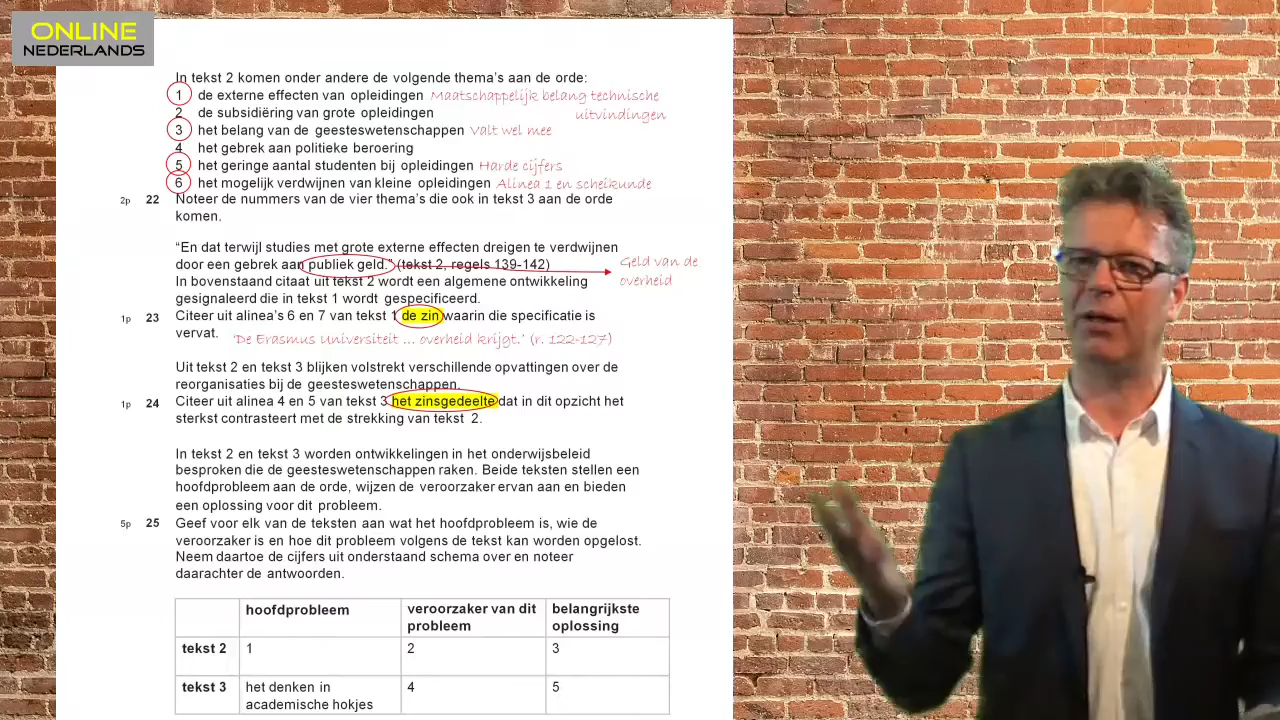 ONLINE
NEDERLANDS
In tekst 2 komen onder andere de volgende thema's aan de orde:
1 de externe effecten van opleidingen Maatschappelijk belang technische
2 de subsidiëring van grote opleidingen uitvindingen
3 het belang van de geesteswetenschappen Valt wel mee
4 het gebrek aan politieke beroering
5 het geringe aantal studenten bij opleidingen Harde cijfers
6 het mogelijk verdwijnen van kleine opleidingen Alinea 1 en scheikunde
2p 22 Noteer de nummers van de vier thema's die ook in tekst 3 aan de orde
komen.
“En dat terwijl studies met grote externe effecten dreigen te verdwijnen
door een gebrek aan publiek geld.” (tekst 2, regels 139-142) Geld van de
overheid
In bovenstaand citaat uit tekst 2 wordt een algemene ontwikkeling
gesignaleerd die in tekst 1 wordt gespecificeerd.
1p 23 Citeer uit alinea's 6 en 7 van tekst 1 de zin waarin die specificatie is
vervat. “De Erasmus Universiteit ... overheid krijgt.” (r. 122-127)
Uit tekst 2 en tekst 3 blijken volstrekt verschillende opvattingen over de
reorganisaties bij de geesteswetenschappen.
1p 24 Citeer uit alinea 4 en 5 van tekst 3 het zinsgedeelte dat in dit opzicht het
sterkst contrasteert met de strekking van tekst 2.
In tekst 2 en tekst 3 worden ontwikkelingen in het onderwijsbeleid
besproken die de geesteswetenschappen raken. Beide teksten stellen een
hoofdprobleem aan de orde, wijzen de veroorzaker ervan aan en bieden
een oplossing voor dit probleem.
5p 25 Geef voor elk van de teksten aan wat het hoofdprobleem is, wie de
veroorzaker is en hoe dit probleem volgens de tekst kan worden opgelost.
Neem daartoe de cijfers uit onderstaand schema over en noteer
daarachter de antwoorden.
hoofdprobleem veroorzaker van dit probleem belangrijkste oplossing
tekst 2 1 2 3
tekst 3 het denken in academische hokjes 4 5